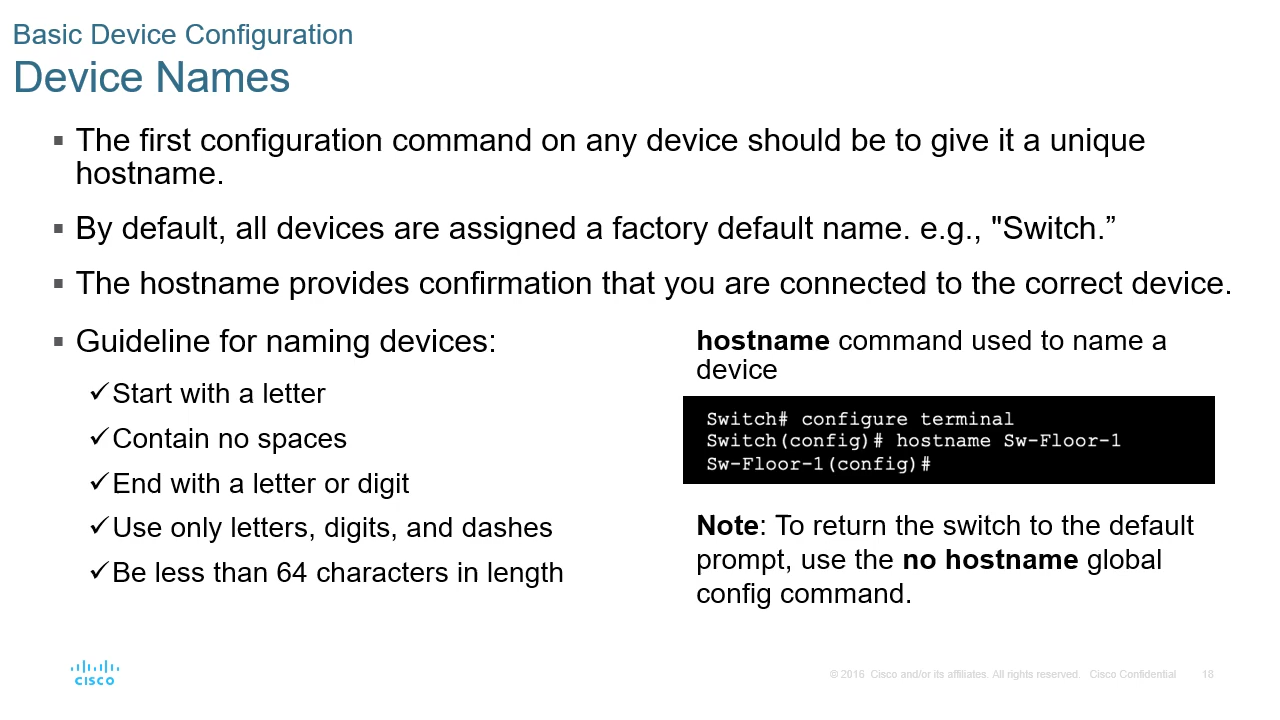 Basic Device Configuration
Device Names
▪ The first configuration command on any device should be to give it a unique
hostname.
▪ By default, all devices are assigned a factory default name. e.g., "Switch.”
▪ The hostname provides confirmation that you are connected to the correct device.
▪ Guideline for naming devices:
✓Start with a letter
✓Contain no spaces
✓End with a letter or digit
✓Use only letters, digits, and dashes
✓Be less than 64 characters in length
hostname command used to name a
device
Switch# configure terminal
Switch(config)# hostname Sw-Floor-1
Sw-Floor-1(config)#
Note: To return the switch to the default
prompt, use the no hostname global
config command.
CISCO
© 2016 Cisco and/or its affiliates. All rights reserved. Cisco Confidential 18